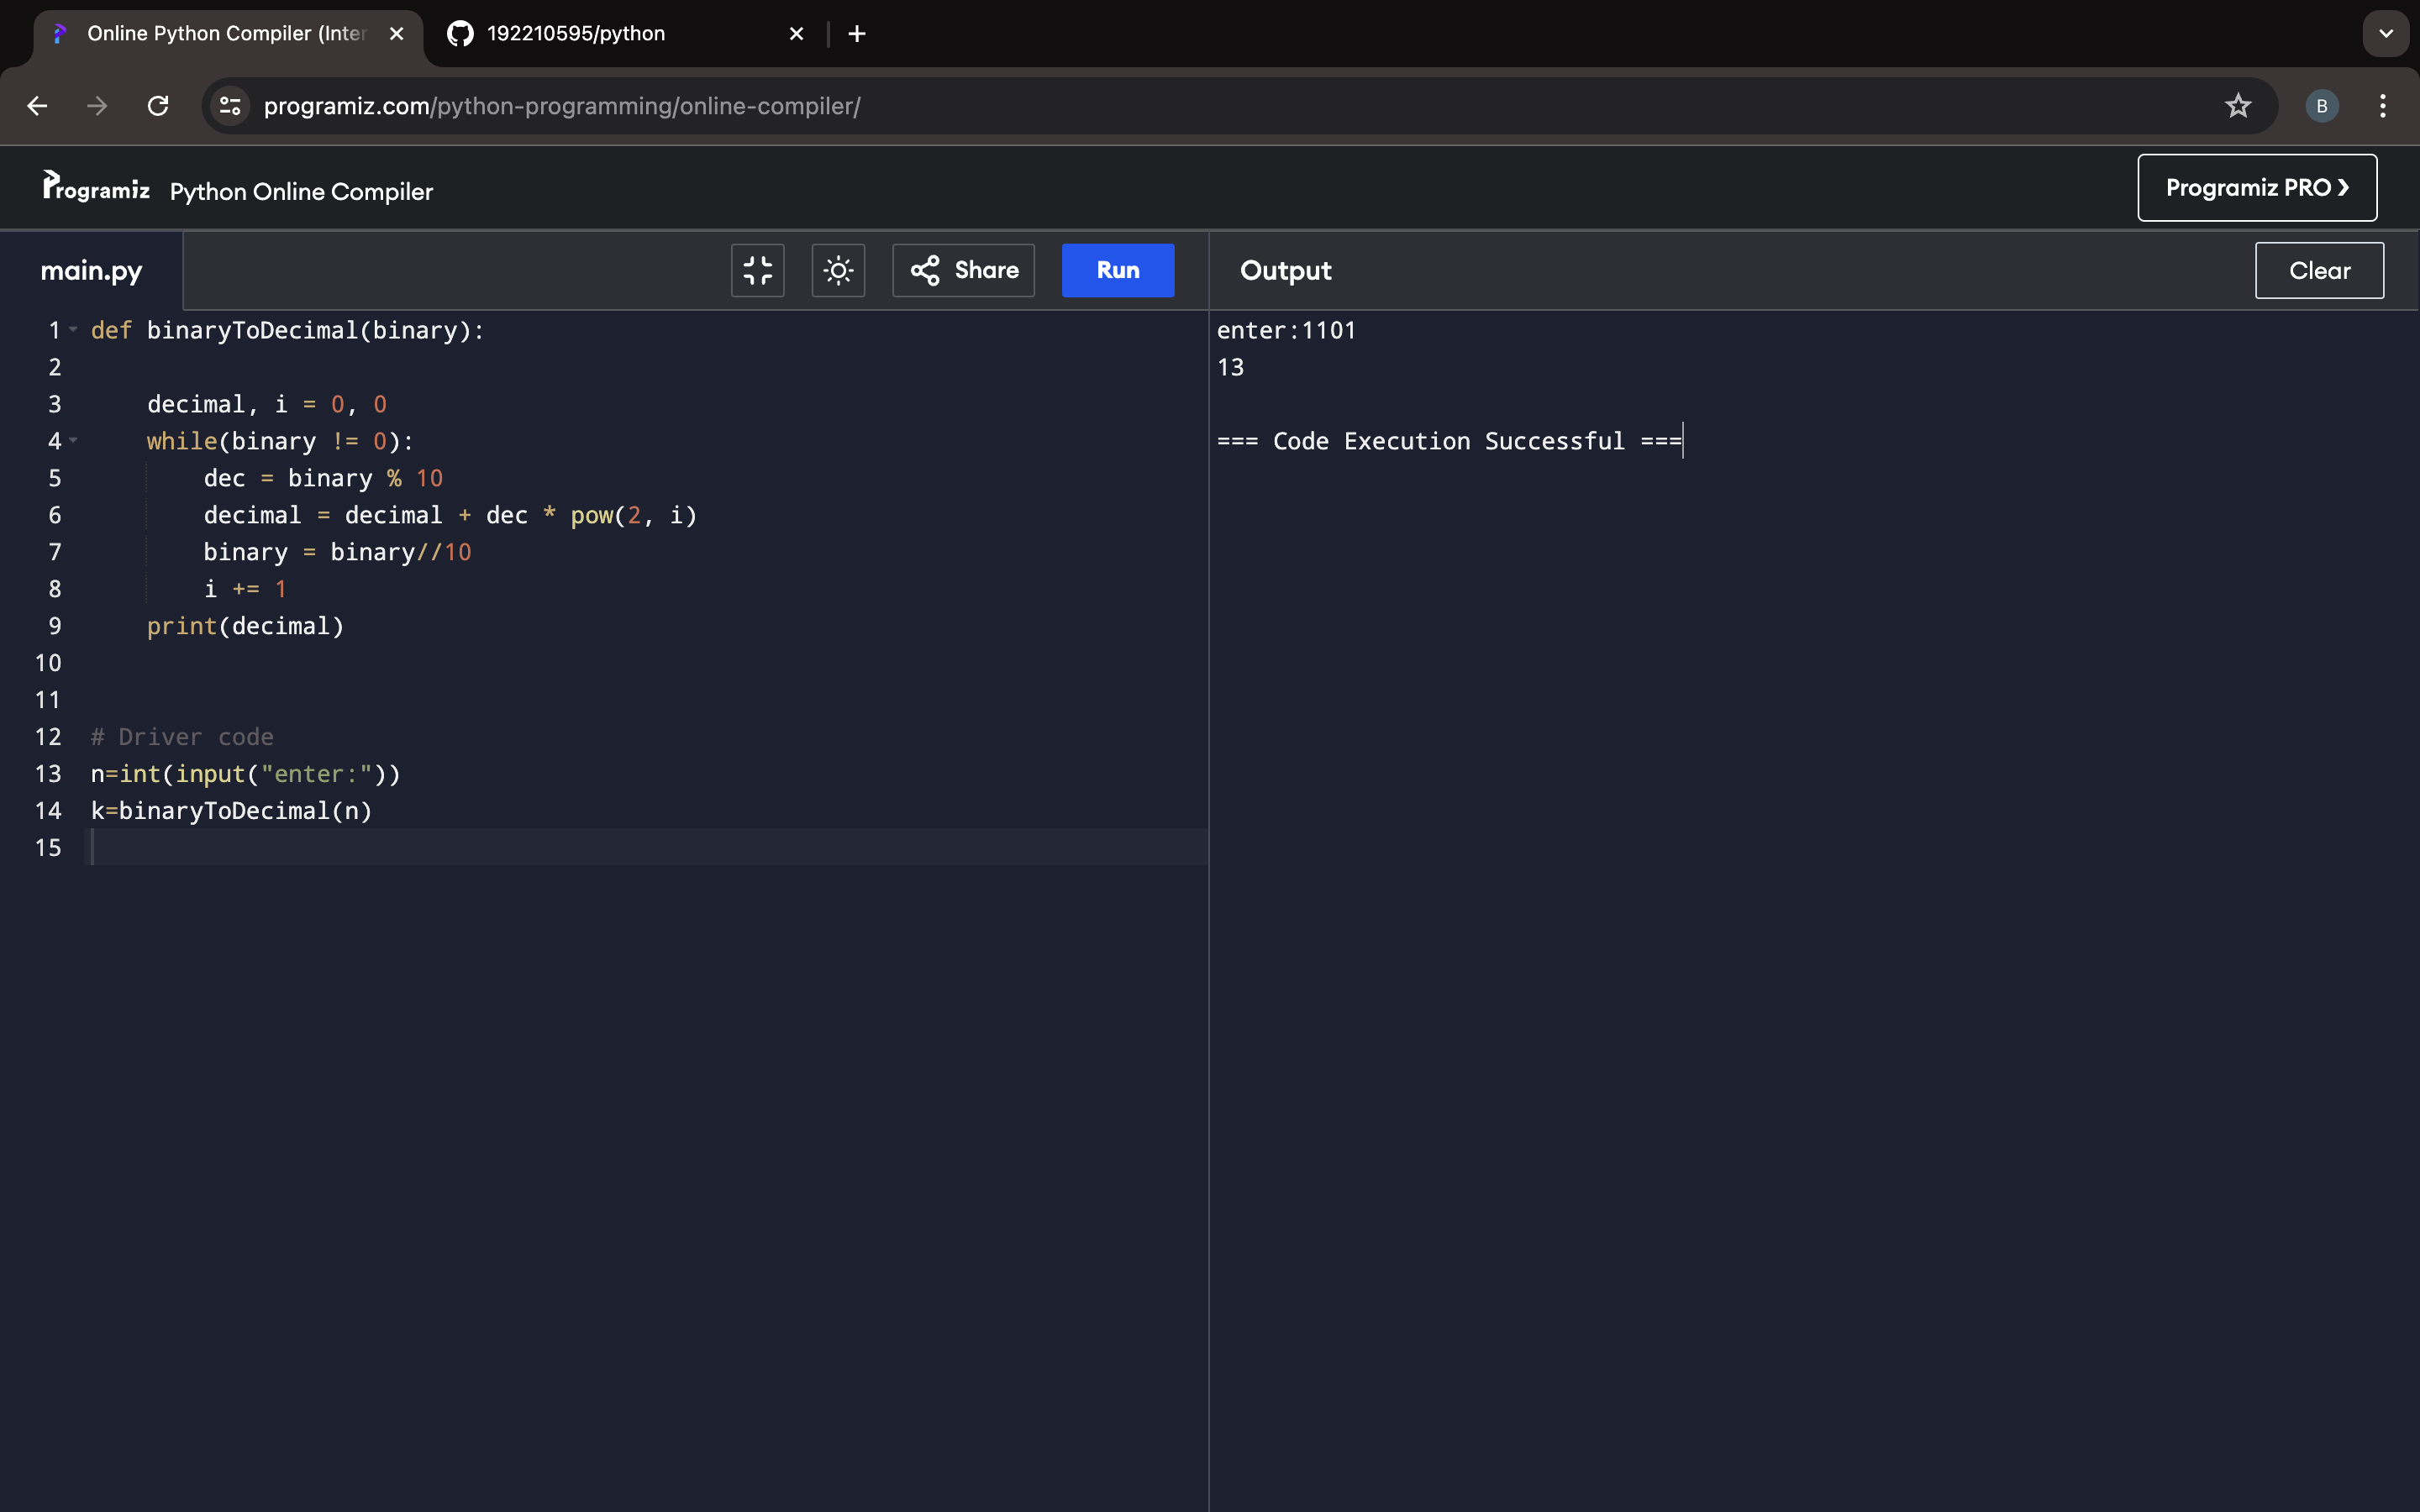 Online Python Compiler (Inter
192210595/python
programiz.com/python-programming/online-compiler/
B
Programiz Python Online Compiler
Programiz PRO
main.py
Share
Run
Output
Clear
1 def binaryToDecimal(binary):
2
3     decimal, i = 0, 0
4     while(binary != 0):
5         dec = binary % 10
6         decimal = decimal + dec * pow(2, i)
7         binary = binary//10
8         i += 1
9     print(decimal)
10
11
12 # Driver code
13 n=int(input("enter:"))
14 k=binaryToDecimal(n)
15
enter:1101
13
=== Code Execution Successful ===